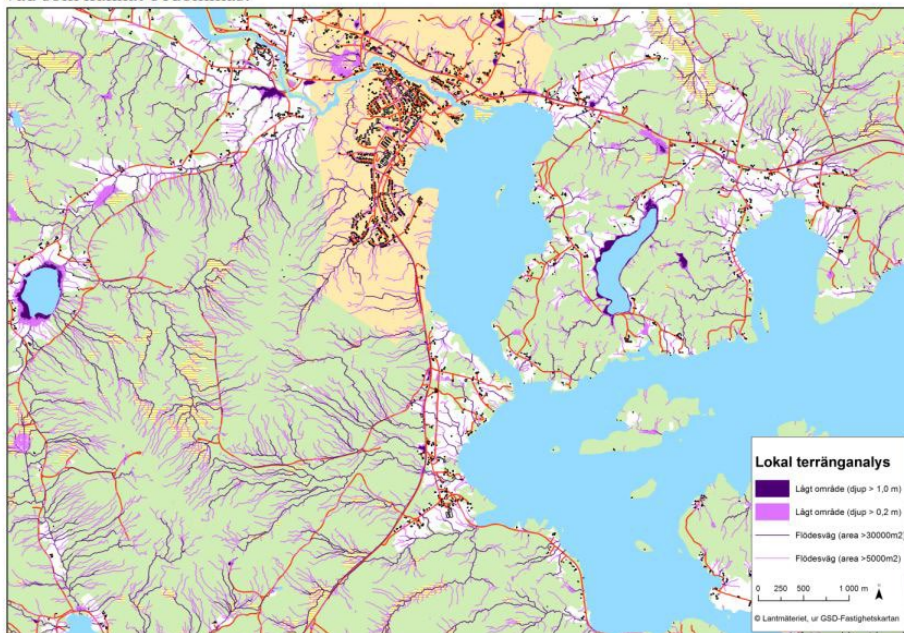 Lokal terränganalys
Lågt område (djup > 1,0 m)
Lågt område (djup > 0,2 m)
Flödesväg (area >30000m2)
Flödesväg (area >5000m2)
0 250 500 1 000 m
© Lantmäteriet, ur GSD-Fastighetskartan